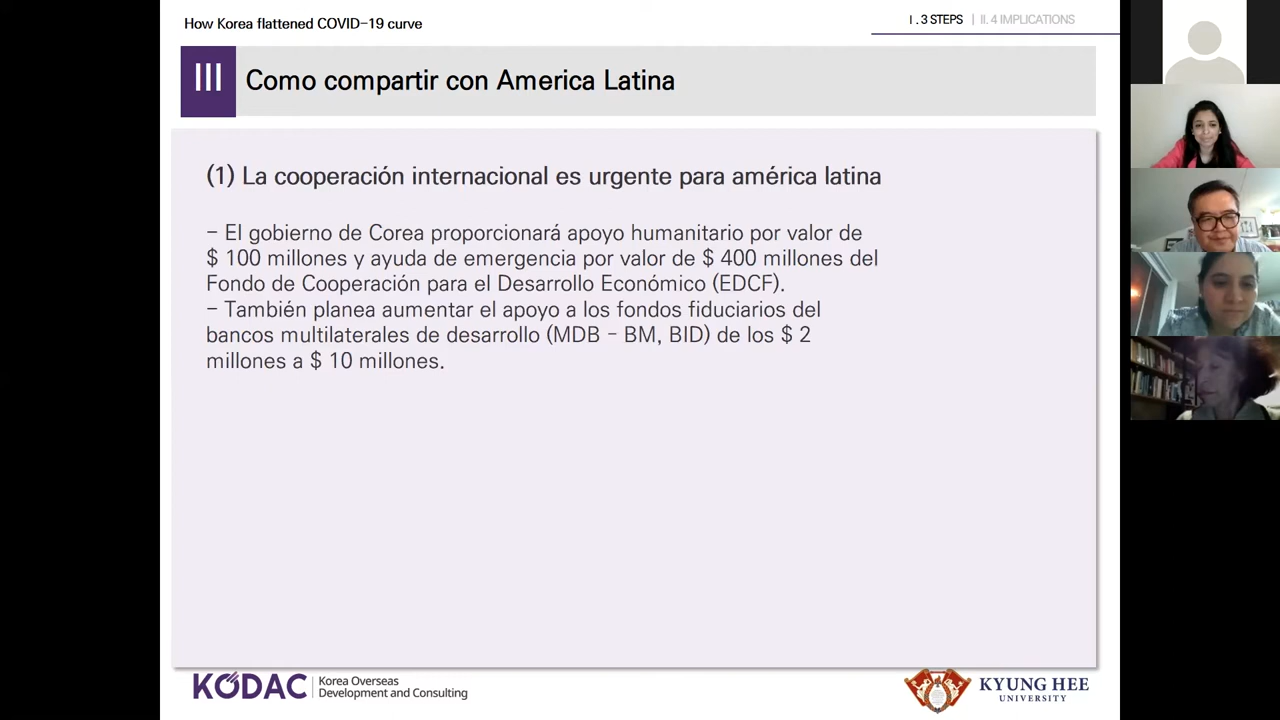 How Korea flattened COVID-19 curve
I . 3 STEPS | II. 4 IMPLICATIONS
III Como compartir con America Latina
(1) La cooperación internacional es urgente para américa latina
- El gobierno de Corea proporcionará apoyo humanitario por valor de
$ 100 millones y ayuda de emergencia por valor de $ 400 millones del
Fondo de Cooperación para el Desarrollo Económico (EDCF).
- También planea aumentar el apoyo a los fondos fiduciarios del
bancos multilaterales de desarrollo (MDB - BM, BID) de los $ 2
millones a $ 10 millones.
KODAC
Korea Overseas
Development and Consulting
KYUNG HEE
UNIVERSITY